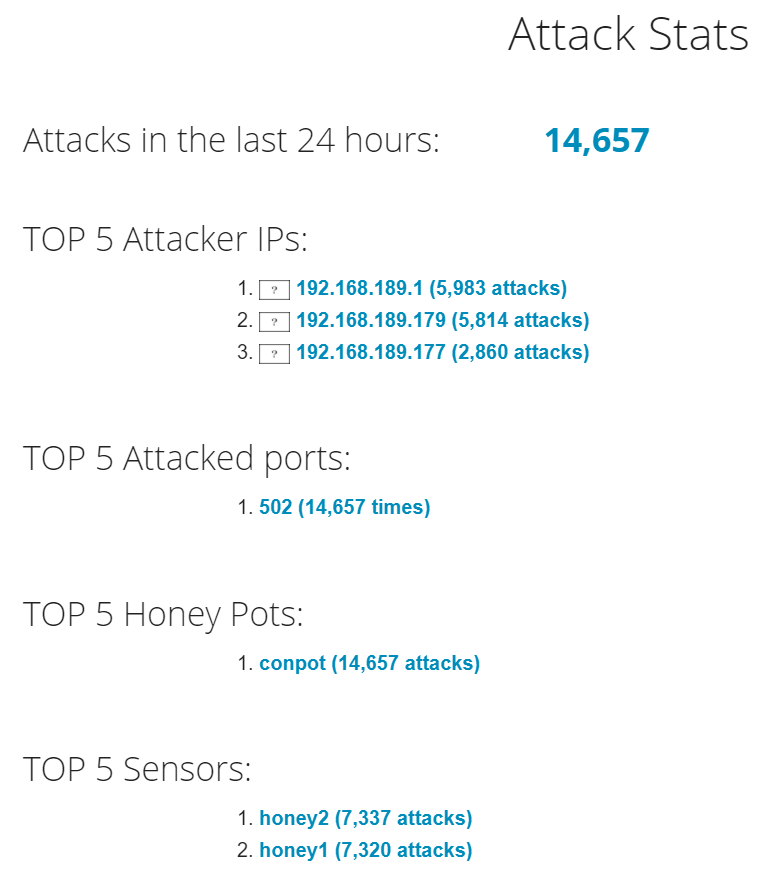 Attack Stats
Attacks in the last 24 hours: 14,657
TOP 5 Attacker IPs:
1. ? 192.168.189.1 (5,983 attacks)
2. ? 192.168.189.179 (5,814 attacks)
3. ? 192.168.189.177 (2,860 attacks)
TOP 5 Attacked ports:
1. 502 (14,657 times)
TOP 5 Honey Pots:
1. conpot (14,657 attacks)
TOP 5 Sensors:
1. honey2 (7,337 attacks)
2. honey1 (7,320 attacks)